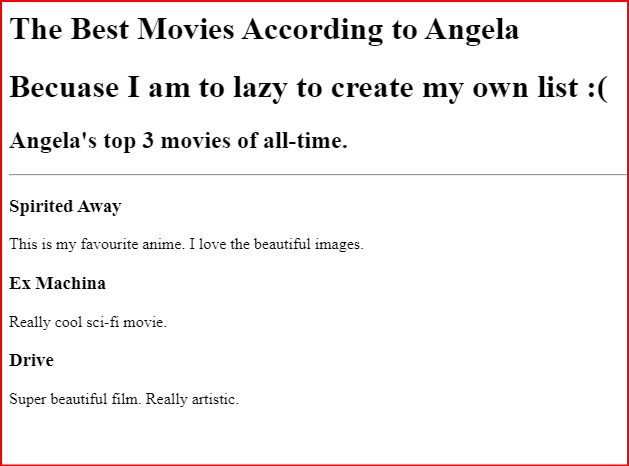 The Best Movies According to Angela
Becuase I am to lazy to create my own list :(
Angela's top 3 movies of all-time.
Spirited Away
This is my favourite anime. I love the beautiful images.
Ex Machina
Really cool sci-fi movie.
Drive
Super beautiful film. Really artistic.